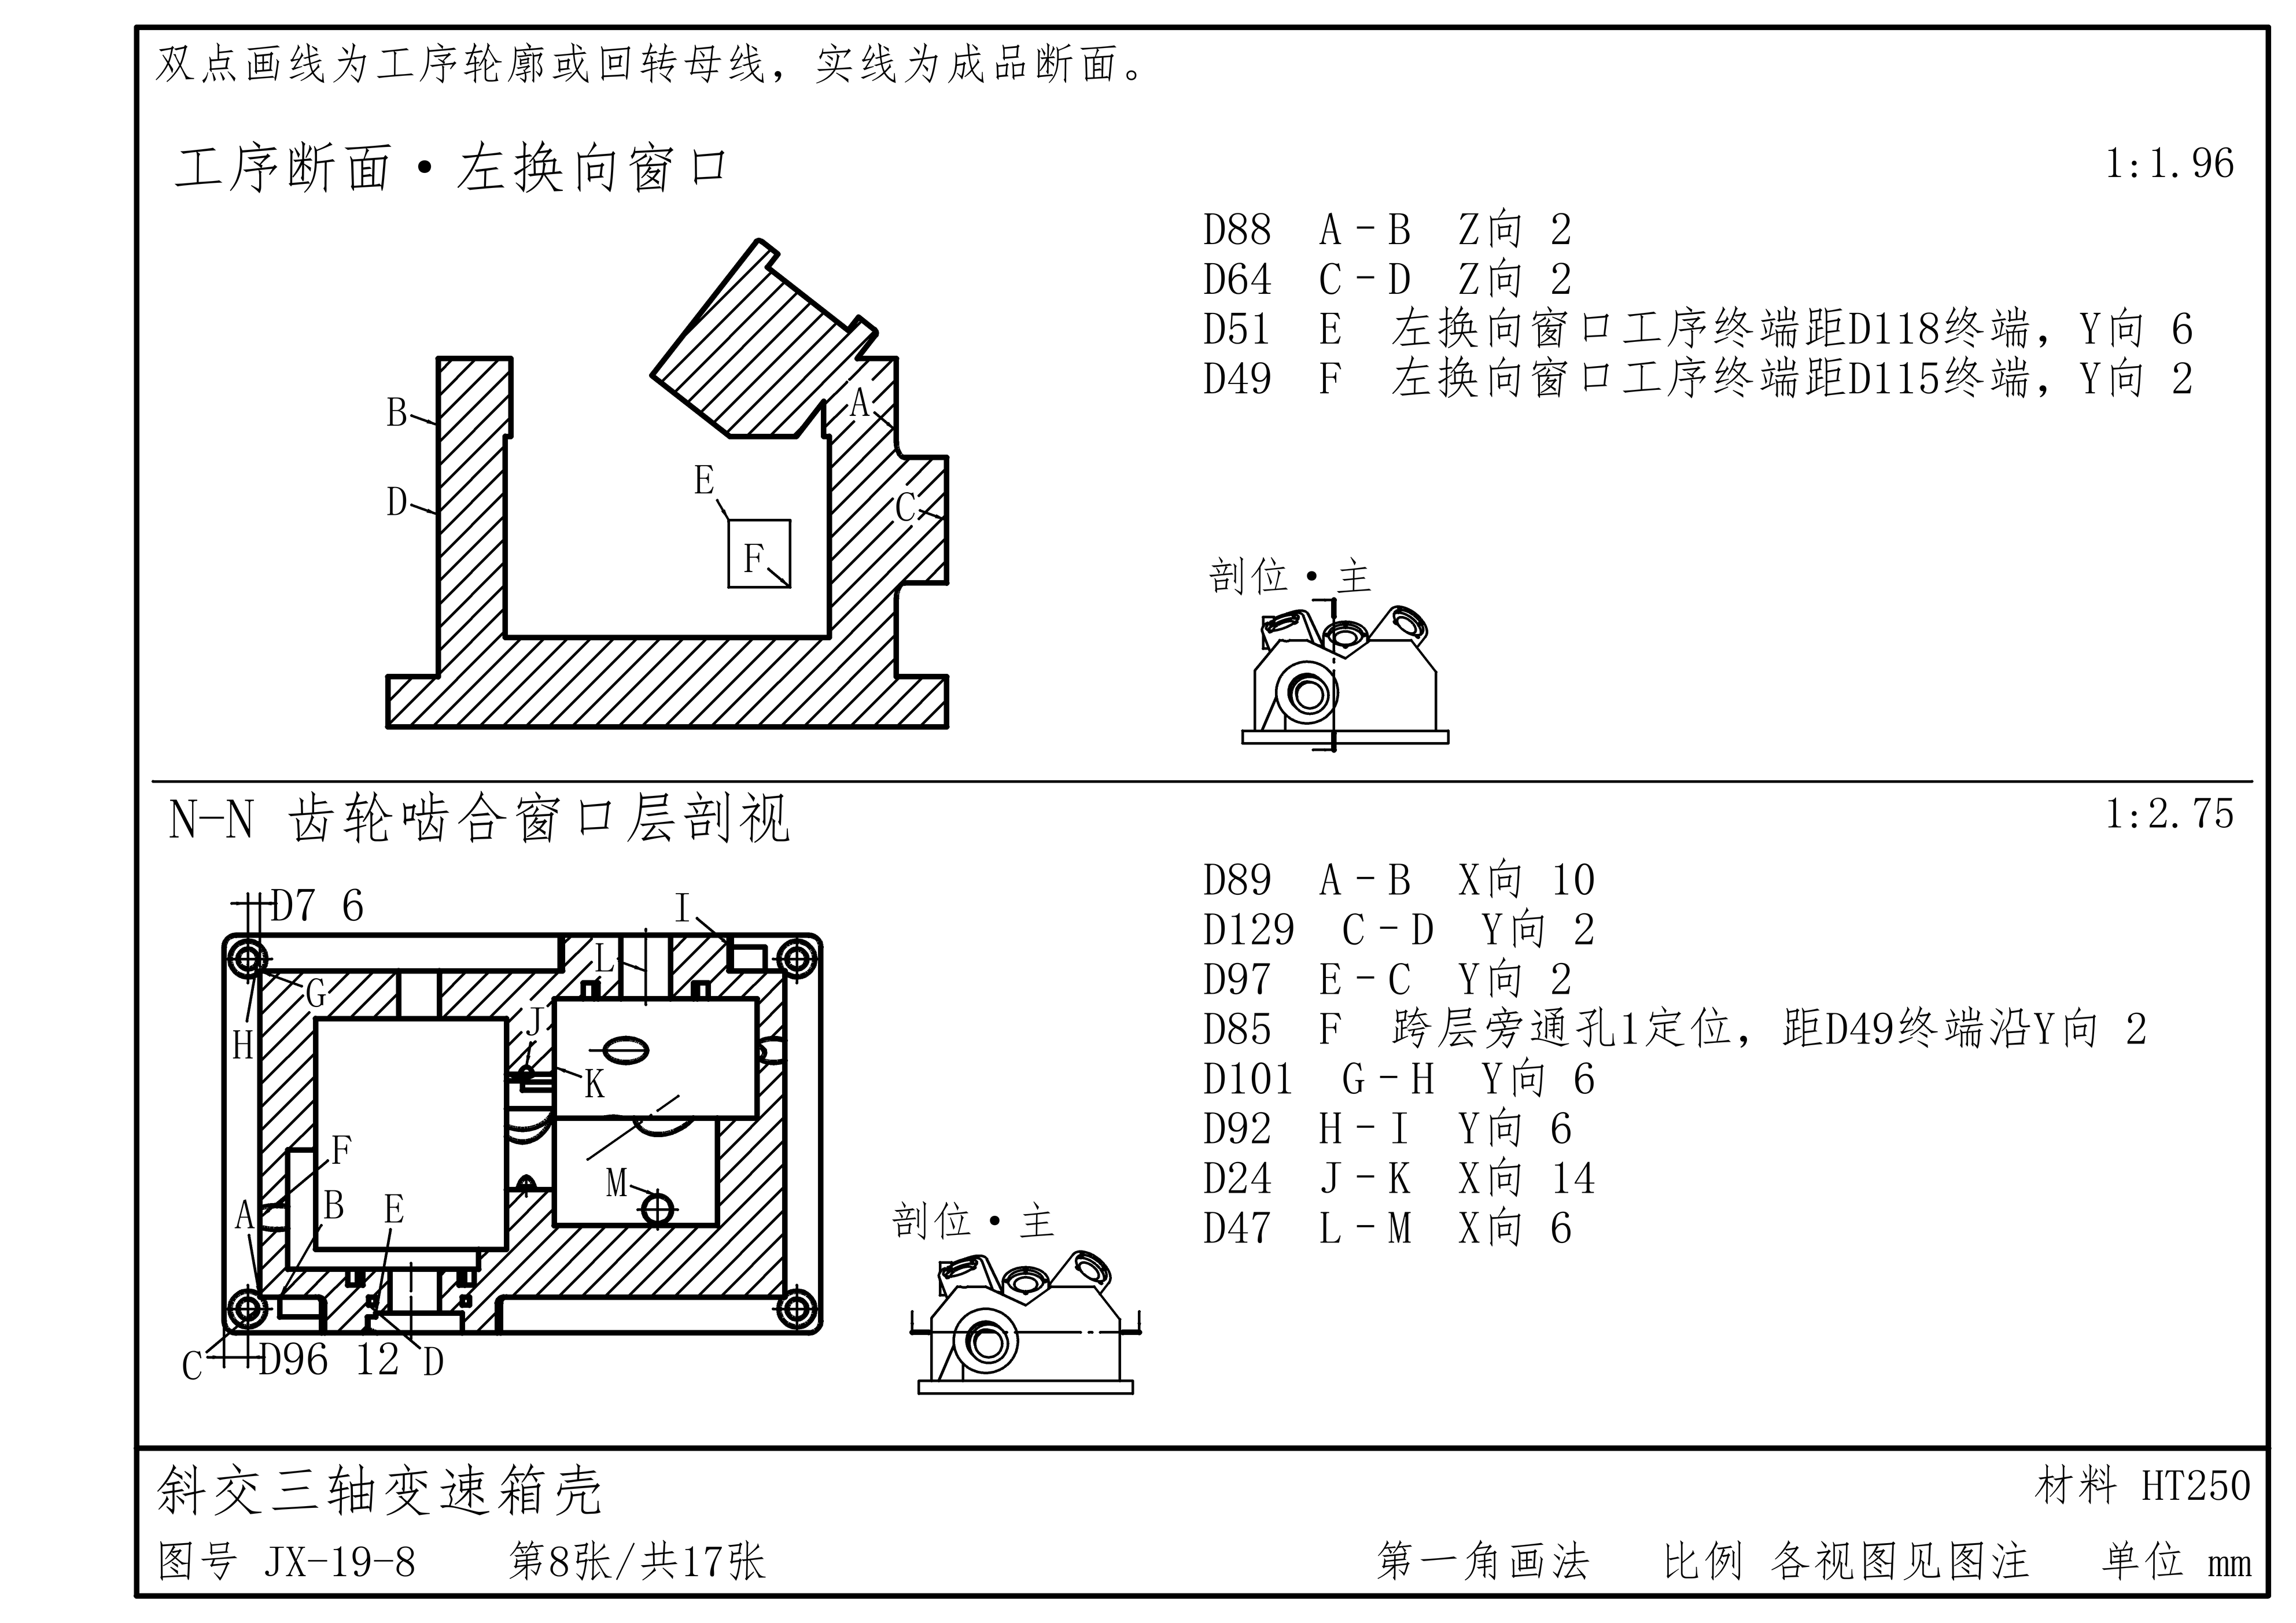 双点画线为工序轮廓或回转母线，实线为成品断面。
工序断面·左换向窗口
1:1.96
D88 A-B Z向 2
D64 C-D Z向 2
D51 E 左换向窗口工序终端距D118终端，Y向 6
D49 F 左换向窗口工序终端距D115终端，Y向 2
B
A
E
D
C
F
剖位·主
N-N 齿轮啮合窗口层剖视
1:2.75
D89 A-B X向 10
D129 C-D Y向 2
D97 E-C Y向 2
D85 F 跨层旁通孔1定位，距D49终端沿Y向 2
D101 G-H Y向 6
D92 H-I Y向 6
D24 J-K X向 14
D47 L-M X向 6
D7 6
I
L
G
J
H
K
F
M
A
B
E
剖位·主
C
D96 12
D
斜交三轴变速箱壳
材料 HT250
图号 JX-19-8 第8张/共17张
第一角画法 比例 各视图见图注 单位 mm